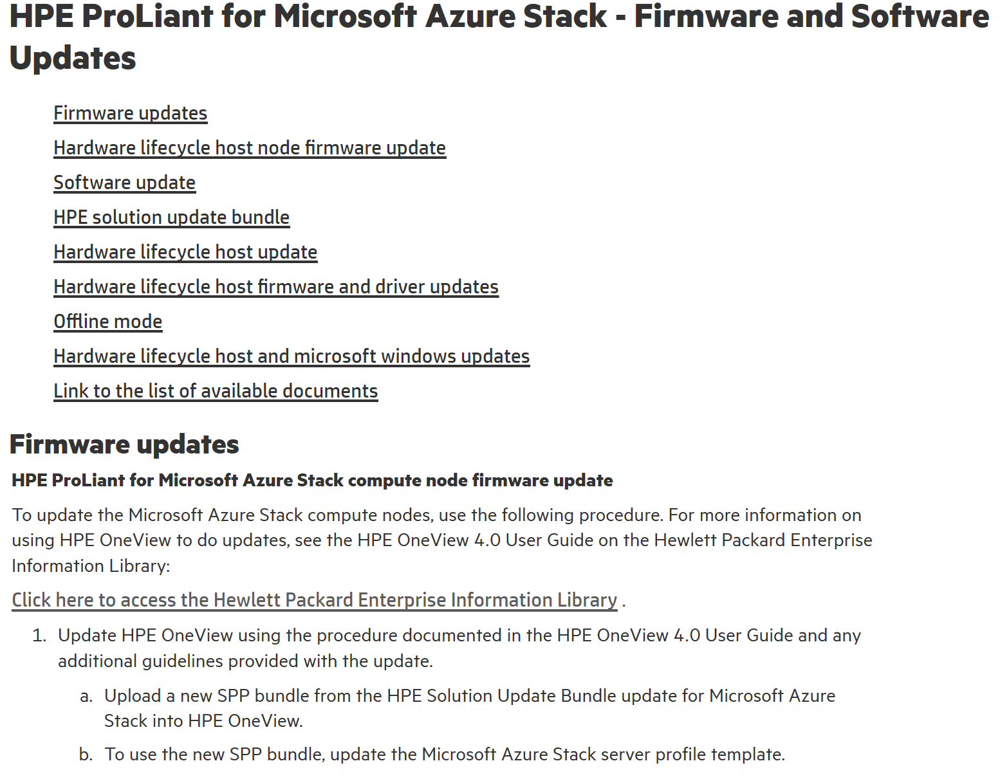 HPE ProLiant for Microsoft Azure Stack - Firmware and Software
Updates
Firmware updates
Hardware lifecycle host node firmware update
Software update
HPE solution update bundle
Hardware lifecycle host update
Hardware lifecycle host firmware and driver updates
Offline mode
Hardware lifecycle host and microsoft windows updates
Link to the list of available documents
Firmware updates
HPE ProLiant for Microsoft Azure Stack compute node firmware update
To update the Microsoft Azure Stack compute nodes, use the following procedure. For more information on
using HPE OneView to do updates, see the HPE OneView 4.0 User Guide on the Hewlett Packard Enterprise
Information Library:
Click here to access the Hewlett Packard Enterprise Information Library .
1. Update HPE OneView using the procedure documented in the HPE OneView 4.0 User Guide and any
additional guidelines provided with the update.
a. Upload a new SPP bundle from the HPE Solution Update Bundle update for Microsoft Azure
Stack into HPE OneView.
b. To use the new SPP bundle, update the Microsoft Azure Stack server profile template.